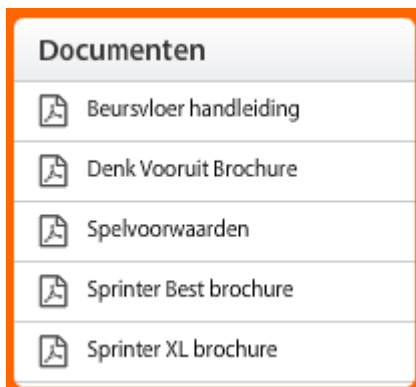 Documenten
Beursvloer handleiding
Denk Vooruit Brochure
Spelvoorwaarden
Sprinter Best brochure
Sprinter XL brochure